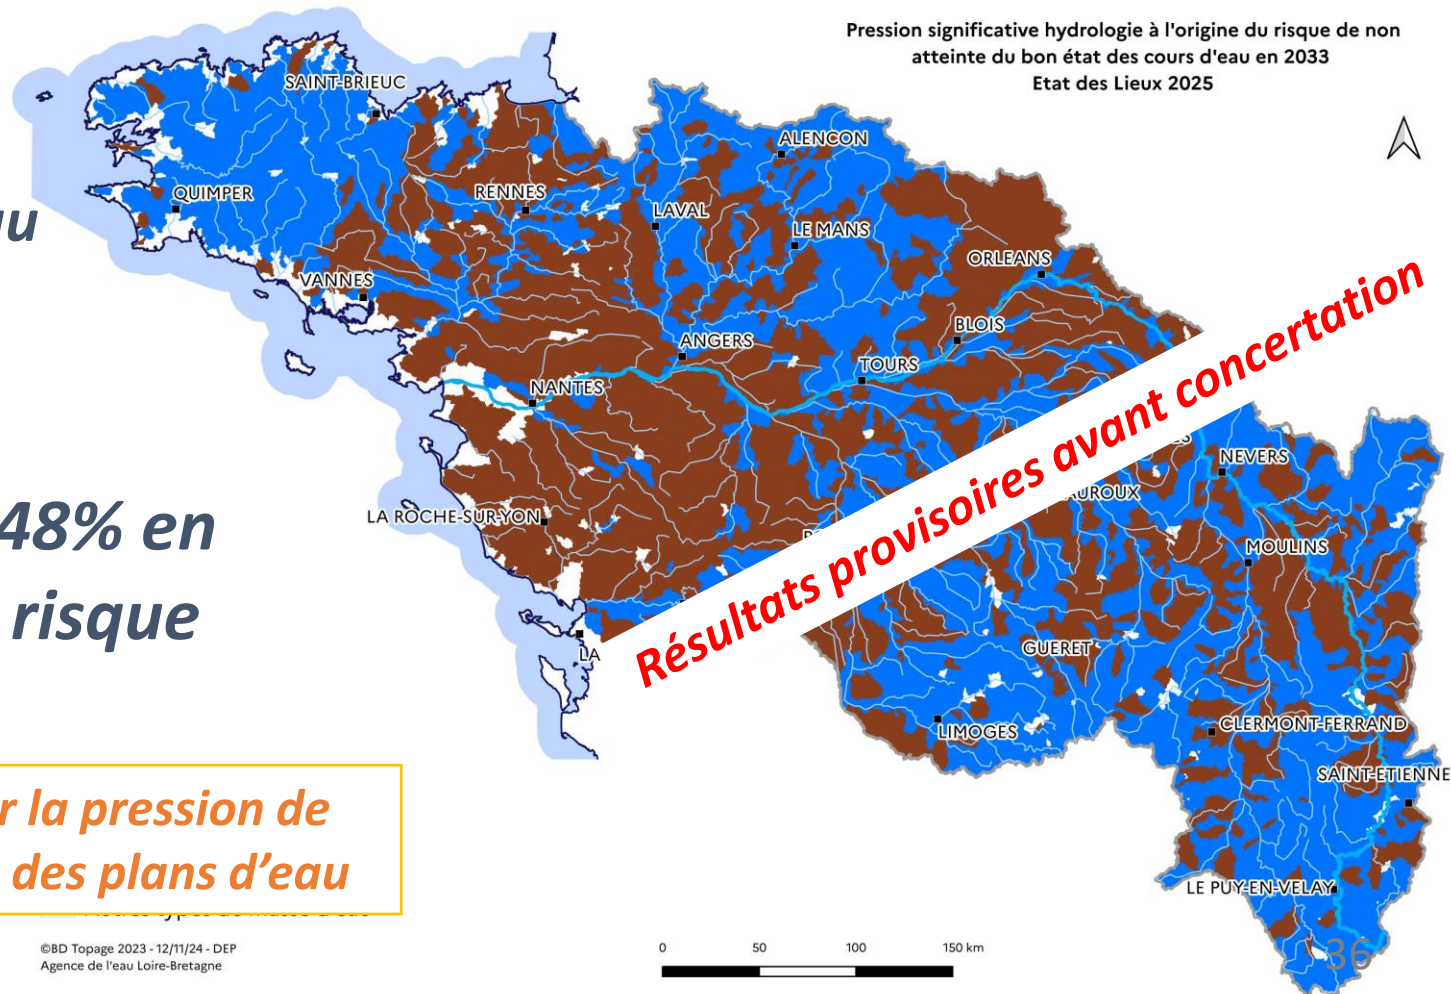 Pression significative hydrologie à l'origine du risque de non
atteinte du bon état des cours d'eau en 2033
Etat des Lieux 2025
SAINT-BRIEUC
ALENCON
QUIMPER
RENNES
LAVAL
LE MANS
ORLEANS
VANNES
BLOIS
ANGERS
TOURS
NANTES
NEVERS
AUROUX
LA ROCHE-SUR-YON
48% en
risque
MOULINS
Résultats provisoires avant concertation
GUERET
LA
LIMOGES
CLERMONT-FERRAND
SAINT-ETIENNE
r la pression de
des plans d'eau
LE PUY-EN-VELAY
©BD Topage 2023 - 12/11/24 - DEP
Agence de l'eau Loire-Bretagne
0 50 100 150 km
36